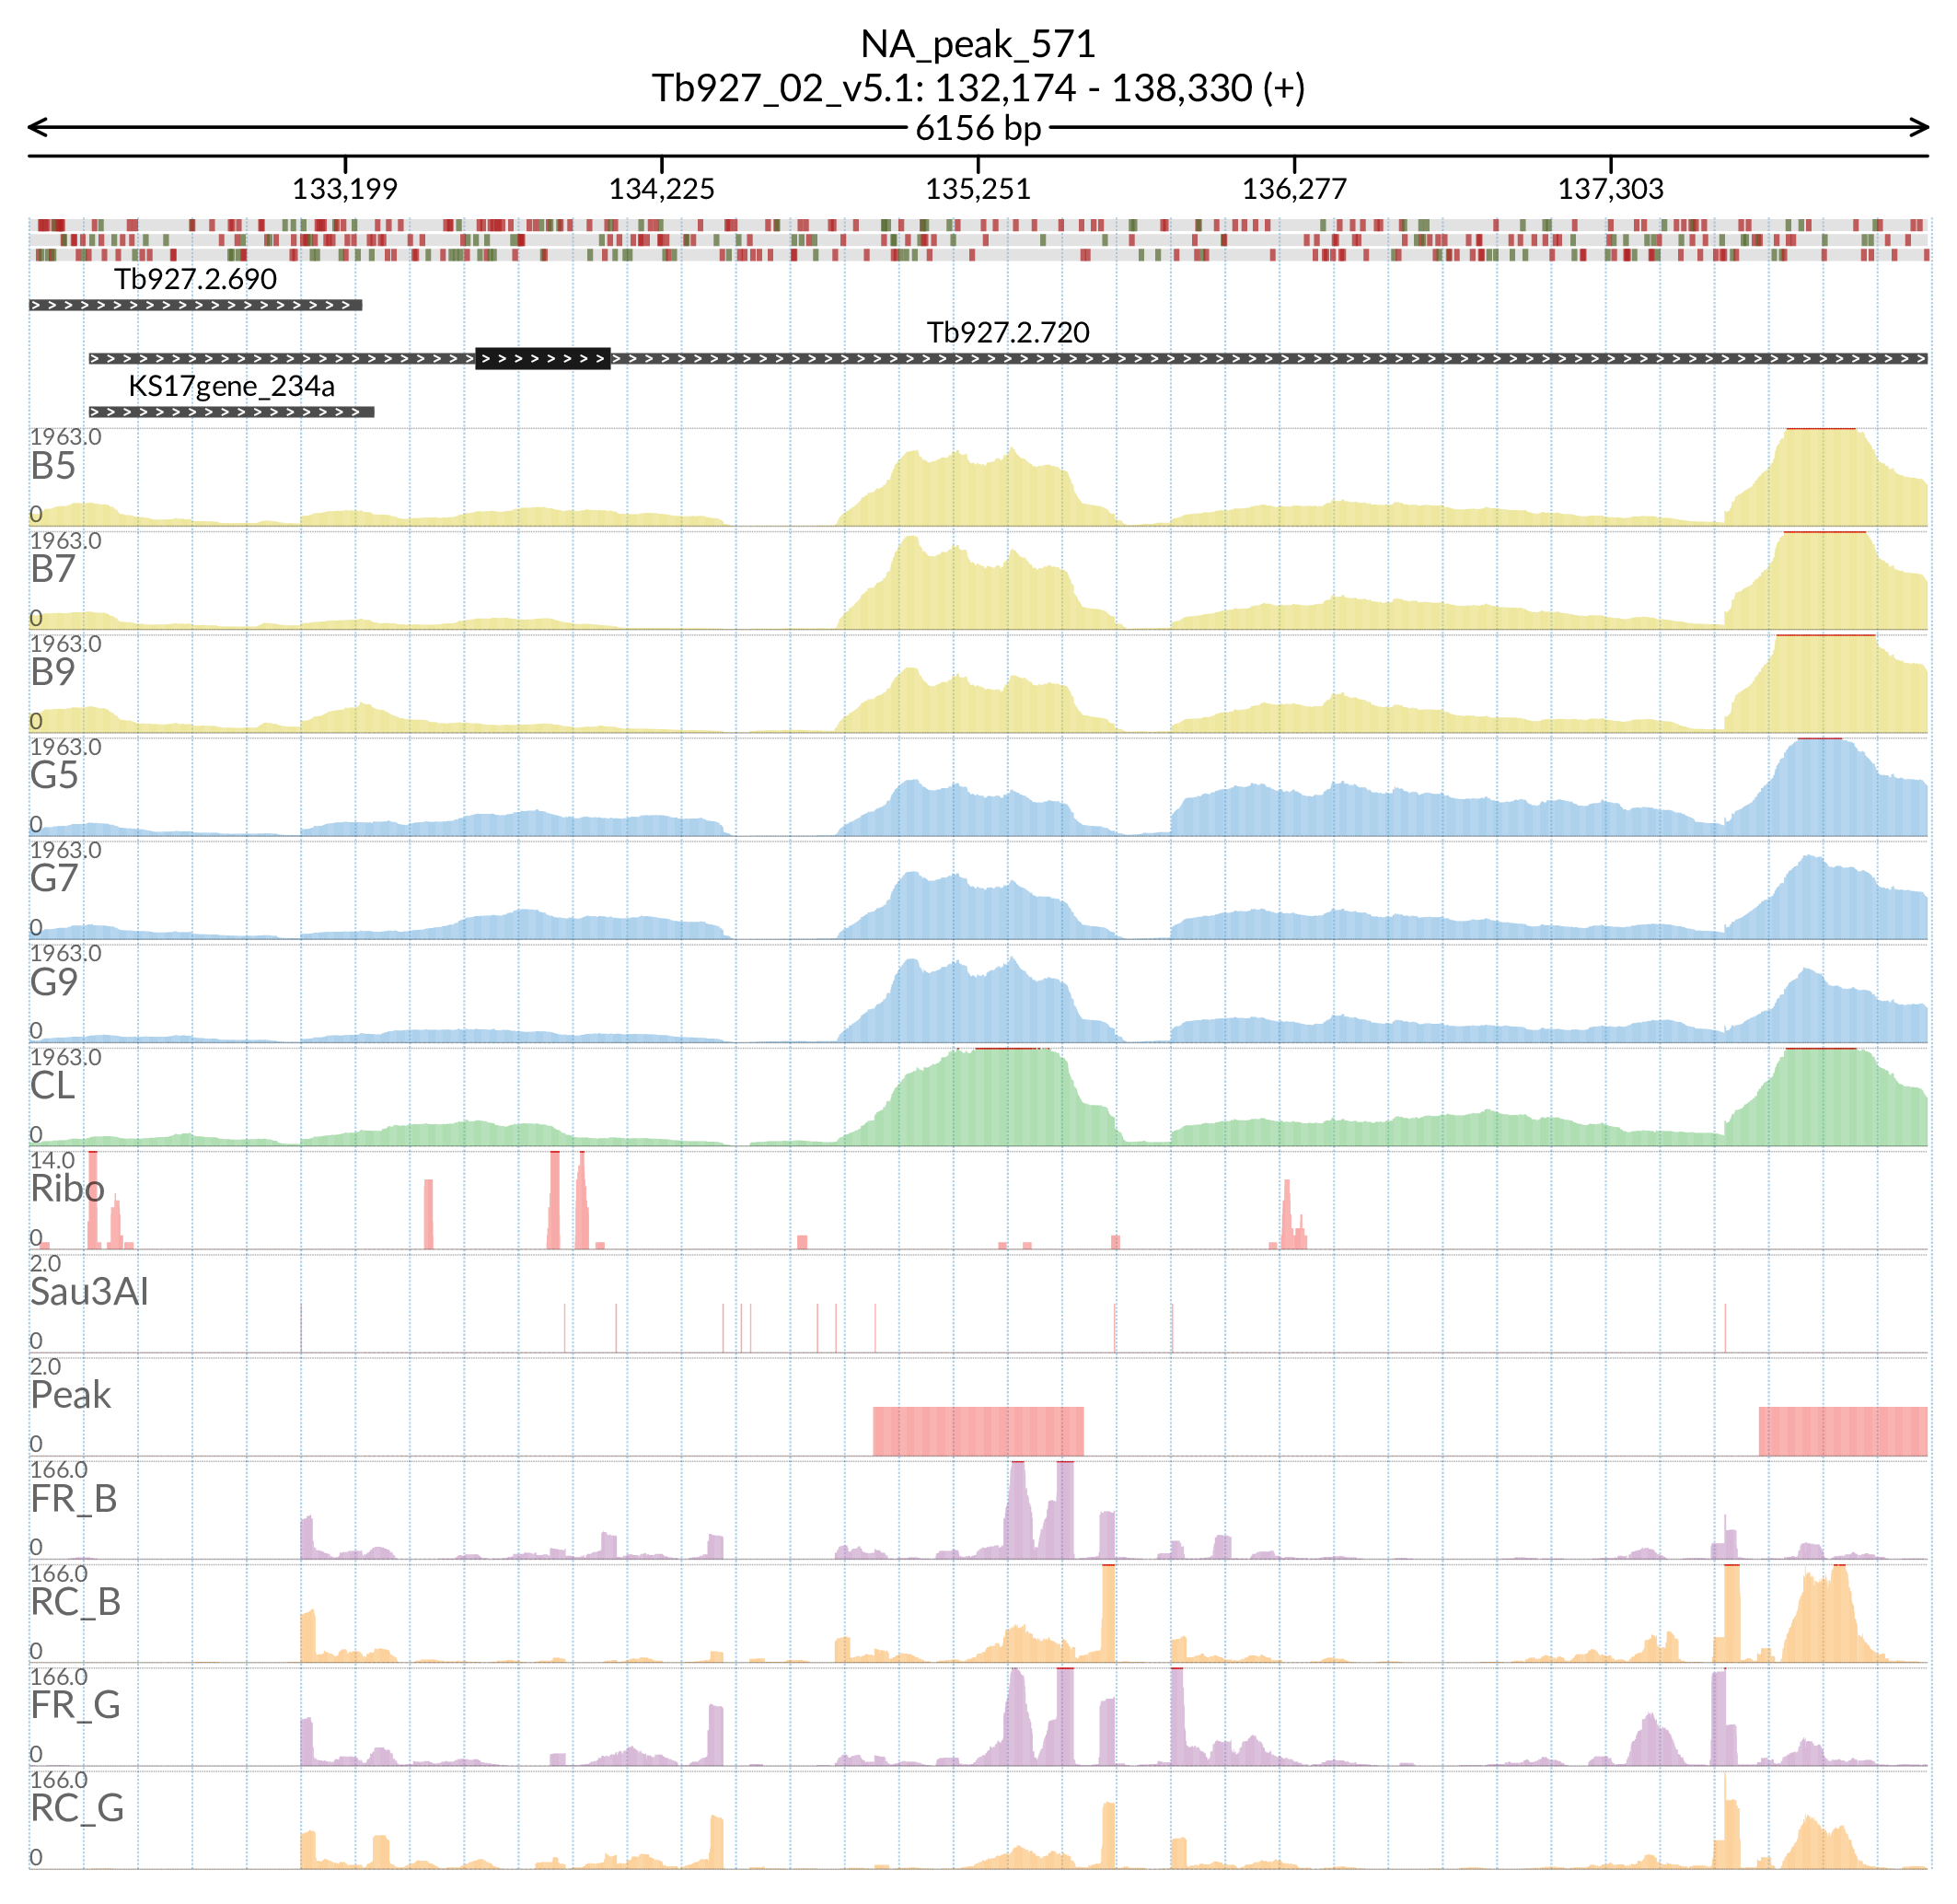 NA_peak_571
Tb927_02_v5.1: 132,174 - 138,330 (+)
6156 bp
133,199 134,225 135,251 136,277 137,303
Tb927.2.690
Tb927.2.720
KS17gene_234a
1963.0
B5
0
1963.0
B7
0
1963.0
B9
0
1963.0
G5
0
1963.0
G7
0
1963.0
G9
0
1963.0
CL
0
14.0
Ribo
0
2.0
Sau3AI
0
2.0
Peak
0
166.0
FR_B
0
166.0
RC_B
0
166.0
FR_G
0
166.0
RC_G
0